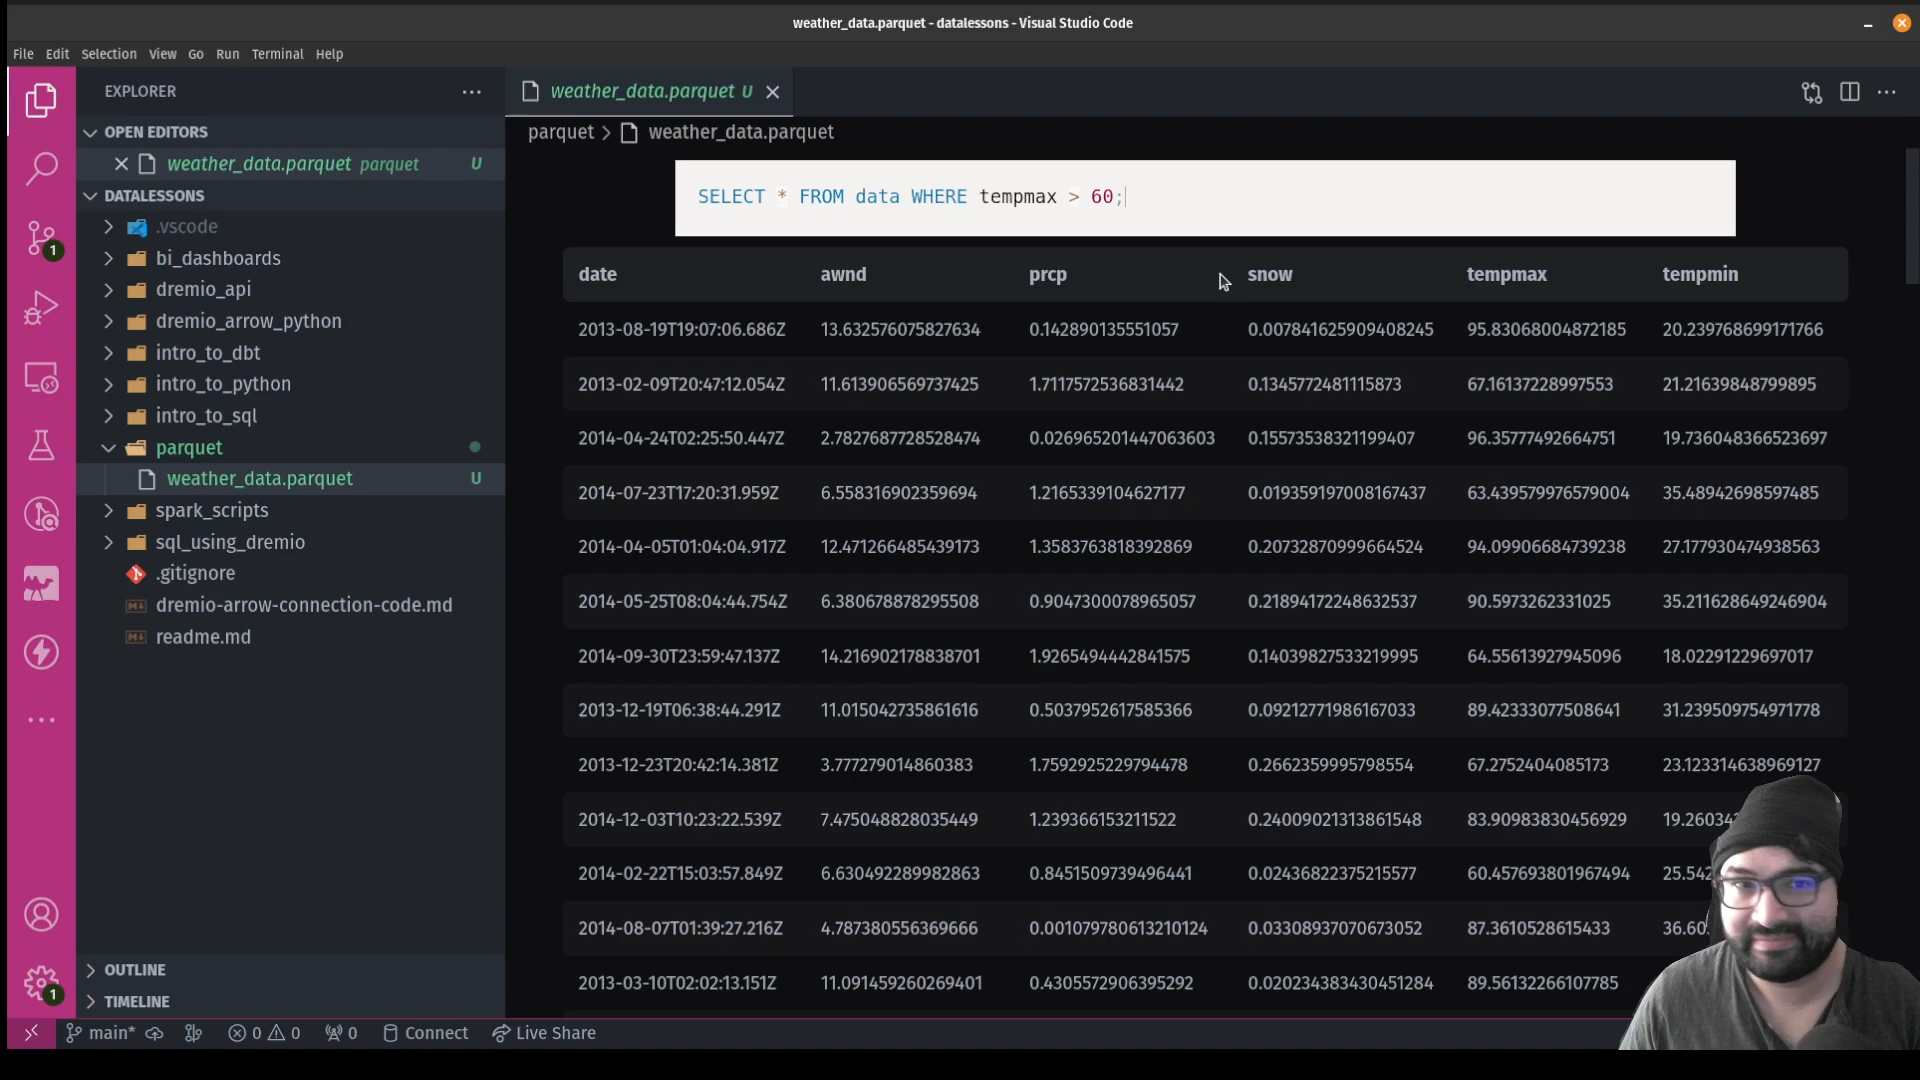 weather_data.parquet - datalessons - Visual Studio Code
File Edit Selection View Go Run Terminal Help
EXPLORER
OPEN EDITORS
weather_data.parquet parquet U
DATALESSONS
.vscode
bi_dashboards
dremio_api
dremio_arrow_python
intro_to_dbt
intro_to_python
intro_to_sql
parquet
weather_data.parquet U
spark_scripts
sql_using_dremio
.gitignore
dremio-arrow-connection-code.md
readme.md
OUTLINE
TIMELINE
1
1
weather_data.parquet U
parquet > weather_data.parquet
SELECT * FROM data WHERE tempmax > 60;
date awnd prcp snow tempmax tempmin
2013-08-19T19:07:06.686Z 13.632576075827634 0.142890135551057 0.007841625909408245 95.83068004872185 20.239768699171766
2013-02-09T20:47:12.054Z 11.613906569737425 1.7117572536831442 0.1345772481115873 67.16137228997553 21.21639848799895
2014-04-24T02:25:50.447Z 2.7827687728528474 0.026965201447063603 0.15573538321199407 96.35777492664751 19.736048366523697
2014-07-23T17:20:31.959Z 6.558316902359694 1.2165339104627177 0.019359197008167437 63.439579976579004 35.48942698597485
2014-04-05T01:04:04.917Z 12.471266485439173 1.3583763818392869 0.20732870999664524 94.09906684739238 27.177930474938563
2014-05-25T08:04:44.754Z 6.380678878295508 0.9047300078965057 0.21894172248632537 90.5973262331025 35.211628649246904
2014-09-30T23:59:47.137Z 14.216902178838701 1.9265494442841575 0.14039827533219995 64.55613927945096 18.02291229697017
2013-12-19T06:38:44.291Z 11.015042735861616 0.5037952617585366 0.09212771986167033 89.42333077508641 31.239509754971778
2013-12-23T20:42:14.381Z 3.777279014860383 1.7592925229794478 0.2662359995798554 67.2752404085173 23.123314638969127
2014-12-03T10:23:22.539Z 7.475048828035449 1.239366153211522 0.24009021313861548 83.90983830456929
2014-02-22T15:03:57.849Z 6.630492289982863 0.8451509739496441 0.02436822375215577 60.457693801967494
2014-08-07T01:39:27.216Z 4.787380556369666 0.001079780613210124 0.03308937070673052 87.3610528615433
2013-03-10T02:02:13.151Z 11.091459260269401 0.4305572906395292 0.020234383430451284 89.56132266107785
main* 0 0 0 Connect Live Share